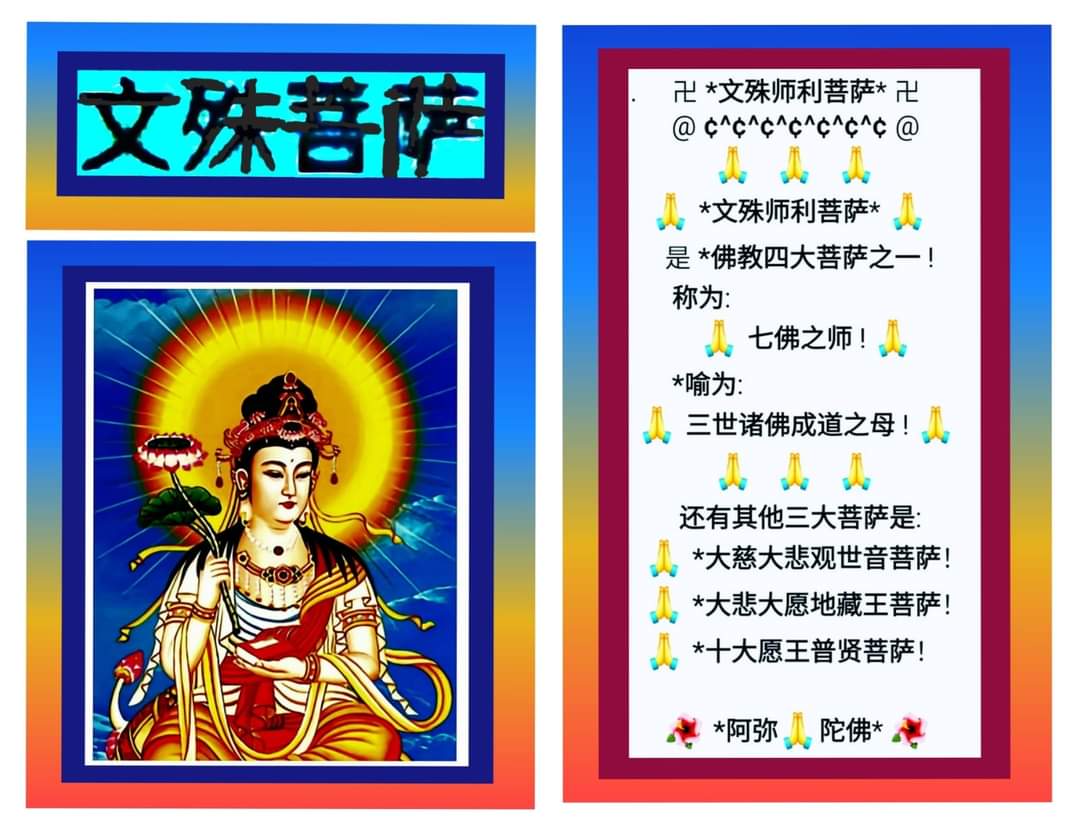 文殊菩萨
. 卍 *文殊师利菩萨* 卍
@ ¢^¢^¢^¢^¢^¢^¢ @
🙏 🙏 🙏
🙏 *文殊师利菩萨* 🙏
是 *佛教四大菩萨之一 !
称为:
🙏 七佛之师 ! 🙏
*喻为:
🙏 三世诸佛成道之母 ! 🙏
🙏 🙏 🙏
还有其他三大菩萨是:
🙏 *大慈大悲观世音菩萨!
🙏 *大悲大愿地藏王菩萨!
🙏 *十大愿王普贤菩萨!
🌺 *阿弥🙏陀佛* 🌺